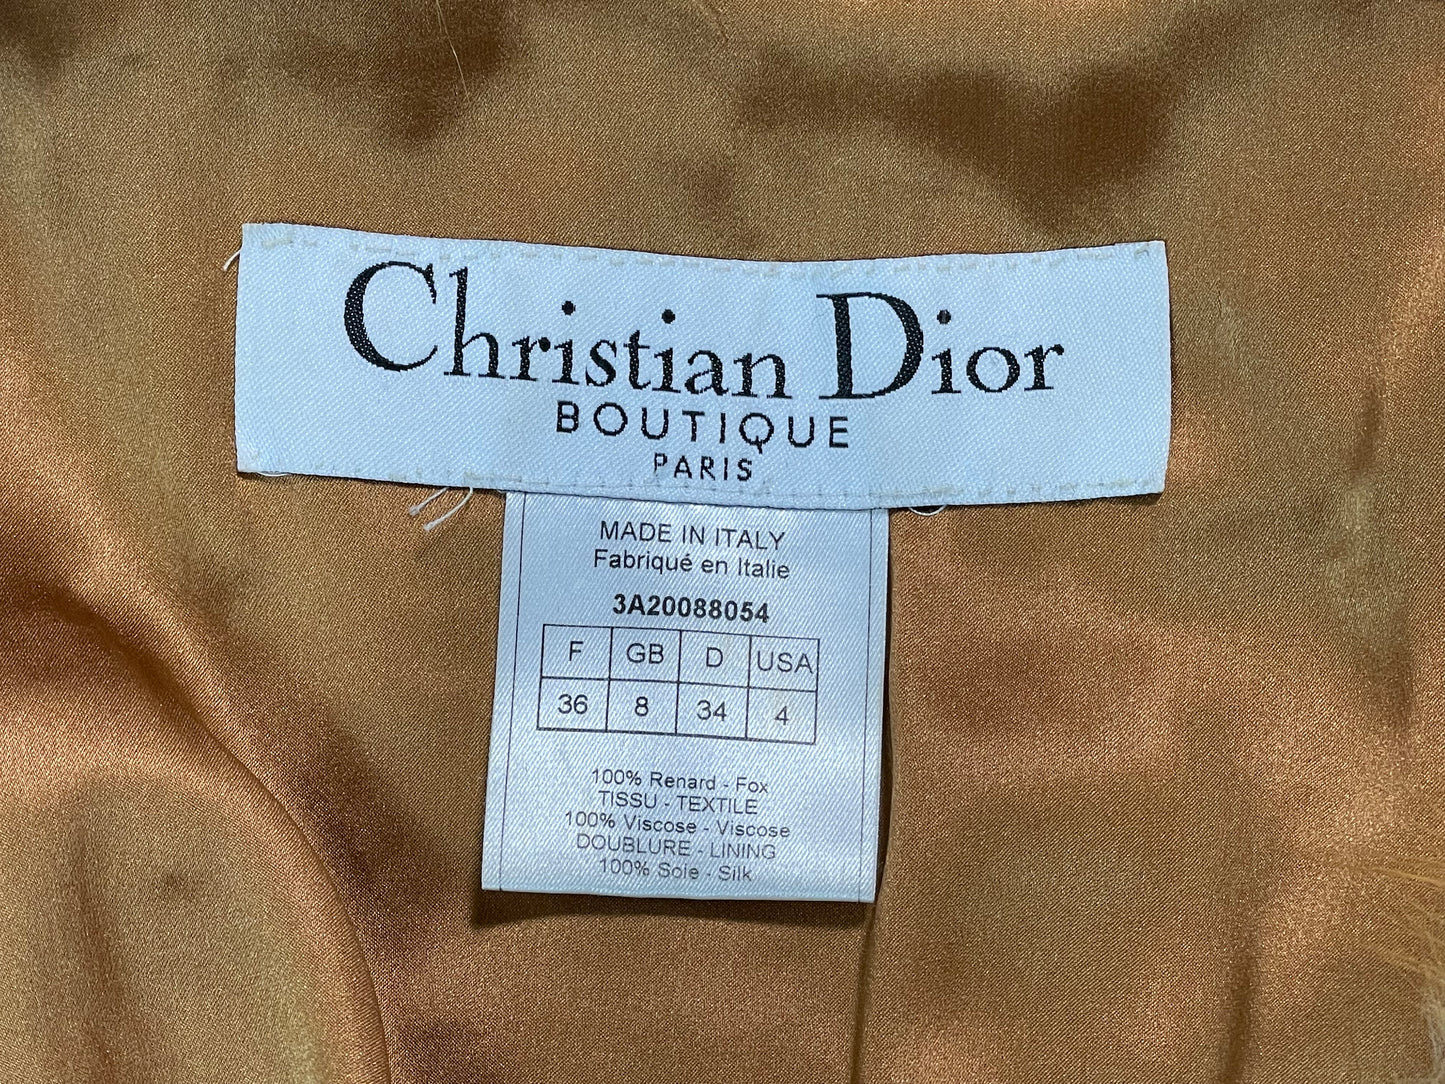 Christian Dior
BOUTIQUE
PARIS
MADE IN ITALY
Fabriqué en Italie
3A20088054
F GB D USA
36 8 34 4
100% Renard - Fox
TISSU - TEXTILE
100% Viscose - Viscose
DOUBLURE - LINING
100% Soie - Silk